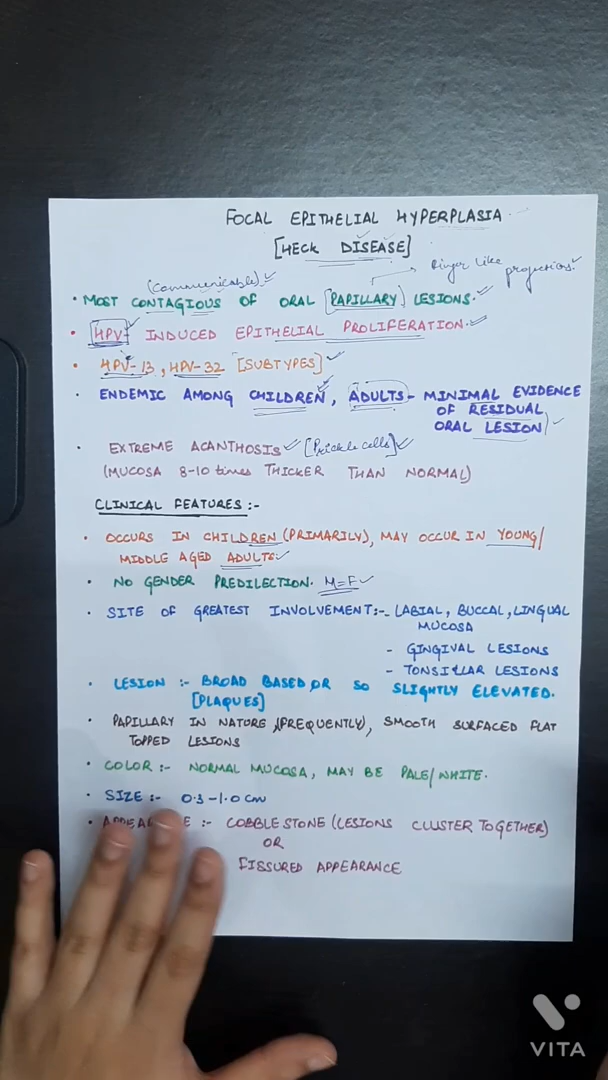 FOCAL EPITHELIAL HYPERPLASIA
[HECK DISEASE]
(communicable) Finger like projections.
• MOST CONTAGIOUS OF ORAL [PAPILLARY] LESIONS.
• HPV- INDUCED EPITHELIAL PROLIFERATION.
• HPV-13, HPV-32 [SUBTYPES]
• ENDEMIC AMONG CHILDREN, ADULTS - MINIMAL EVIDENCE
OF RESIDUAL
ORAL LESION
• EXTREME ACANTHOSIS [Prickle cells]
(MUCOSA 8-10 times THICKER THAN NORMAL)
CLINICAL FEATURES:-
• OCCURS IN CHILDREN (PRIMARILY), MAY OCCUR IN YOUNG/
MIDDLE AGED ADULTS.
• NO GENDER PREDILECTION. M=F
• SITE OF GREATEST INVOLVEMENT:- LABIAL, BUCCAL, LINGUAL
MUCOSA
- GINGIVAL LESIONS
- TONSILLAR LESIONS
• LESION :- BROAD BASED OR SO SLIGHTLY ELEVATED.
[PLAQUES]
• PAPILLARY IN NATURE (FREQUENTLY), SMOOTH SURFACED FLAT
TOPPED LESIONS
• COLOR :- NORMAL MUCOSA, MAY BE PALE/WHITE.
• SIZE :- 0.3-1.0 cm
:- COBBLESTONE (LESIONS CLUSTER TOGETHER)
OR
FISSURED APPEARANCE
VITA